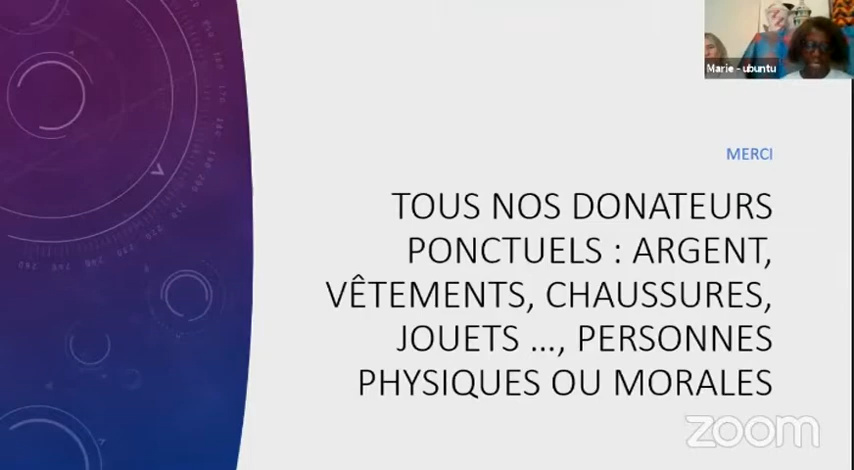 Marie - ubuntu
MERCI
TOUS NOS DONATEURS
PONCTUELS : ARGENT,
VÊTEMENTS, CHAUSSURES,
JOUETS ..., PERSONNES
PHYSIQUES OU MORALES
zoom